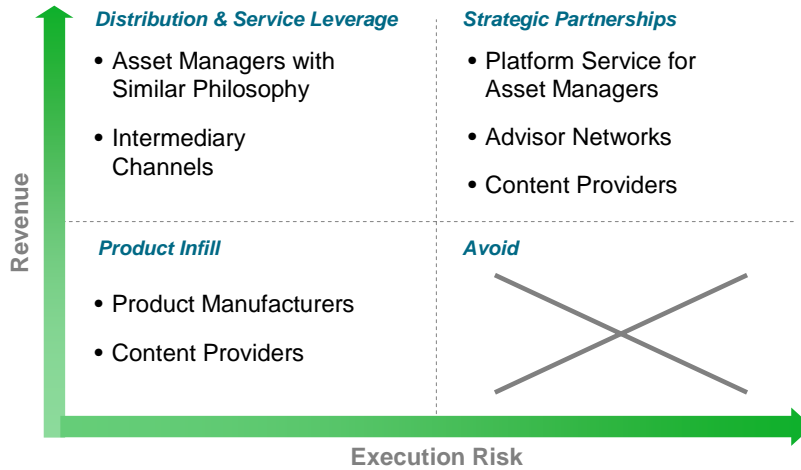 Distribution & Service Leverage
• Asset Managers with
Similar Philosophy
• Intermediary
Channels
Strategic Partnerships
• Platform Service for
Asset Managers
• Advisor Networks
• Content Providers
Revenue
Product Infill
• Product Manufacturers
• Content Providers
Avoid
Execution Risk